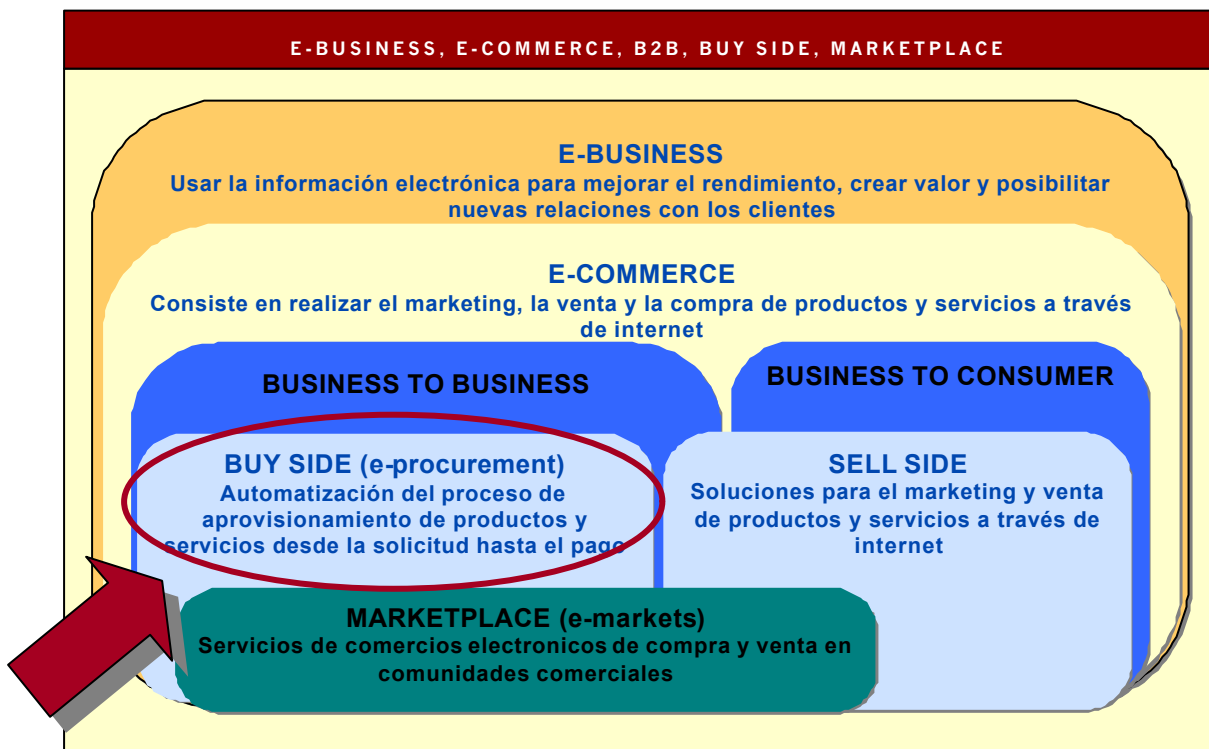 E-BUSINESS, E-COMMERCE, B2B, BUY SIDE, MARKETPLACE
E-BUSINESS
Usar la información electrónica para mejorar el rendimiento, crear valor y posibilitar
nuevas relaciones con los clientes
E-COMMERCE
Consiste en realizar el marketing, la venta y la compra de productos y servicios a través
de internet
BUSINESS TO BUSINESS
BUY SIDE (e-procurement)
Automatización del proceso de
aprovisionamiento de productos y
servicios desde la solicitud hasta el pago
BUSINESS TO CONSUMER
SELL SIDE
Soluciones para el marketing y venta
de productos y servicios a través de
internet
MARKETPLACE (e-markets)
Servicios de comercios electronicos de compra y venta en
comunidades comerciales